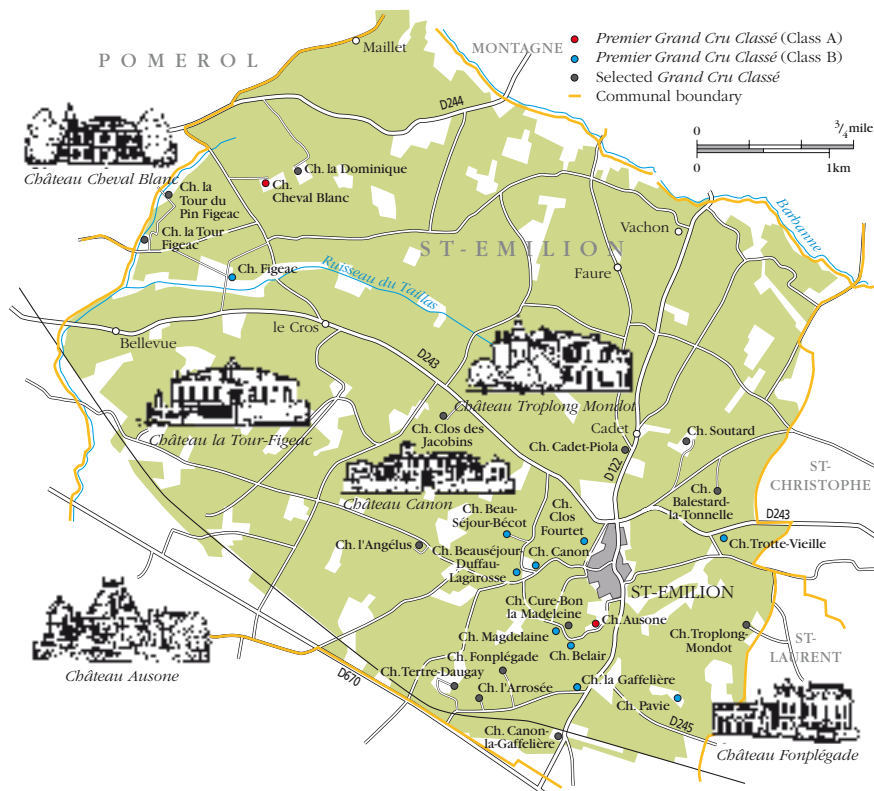 Maillet
MONTAGNE
POMEROL
Premier Grand Cru Classé (Class A)
Premier Grand Cru Classé (Class B)
Selected Grand Cru Classé
Communal boundary
D244
0
3/4 mile
0
1km
Château Cheval Blanc
Ch. la Dominique
Ch.
Cheval Blanc
Ch. la
Tour du
Pin Figeac
Ch. la Tour
Figeac
Ch. Figeac
ST-EMILION
Vachon
Barbanne
Faure
Ruisseau du Taillas
le Cros
Bellevue
D243
Château la Tour-Figeac
Château Troplong Mondot
Ch. Clos des
Jacobins
Cadet
Ch. Cadet-Piola
D122
Ch. Soutard
Château Canon
ST-
CHRISTOPHE
Ch.
Balestard-
la-Tonnelle
D243
Ch. Beau-
Séjour-Bécot
Ch.
Clos
Fourtet
Ch. Trotte-Vieille
Ch. l'Angélus
Ch. Beauséjour-
Duffau-
Lagarosse
Ch. Canon
ST-EMILION
Ch. Cure-Bon
la Madeleine
Ch. Ausone
Ch. Magdelaine
Ch. Belair
Ch. Troplong-
Mondot
ST-
LAURENT
Château Ausone
D670
Ch. Fonplégade
Ch. Tertre-Daugay
Ch. l'Arrosée
Ch. la Gaffelière
Ch. Pavie
D245
Ch. Canon-
la-Gaffelière
Château Fonplégade